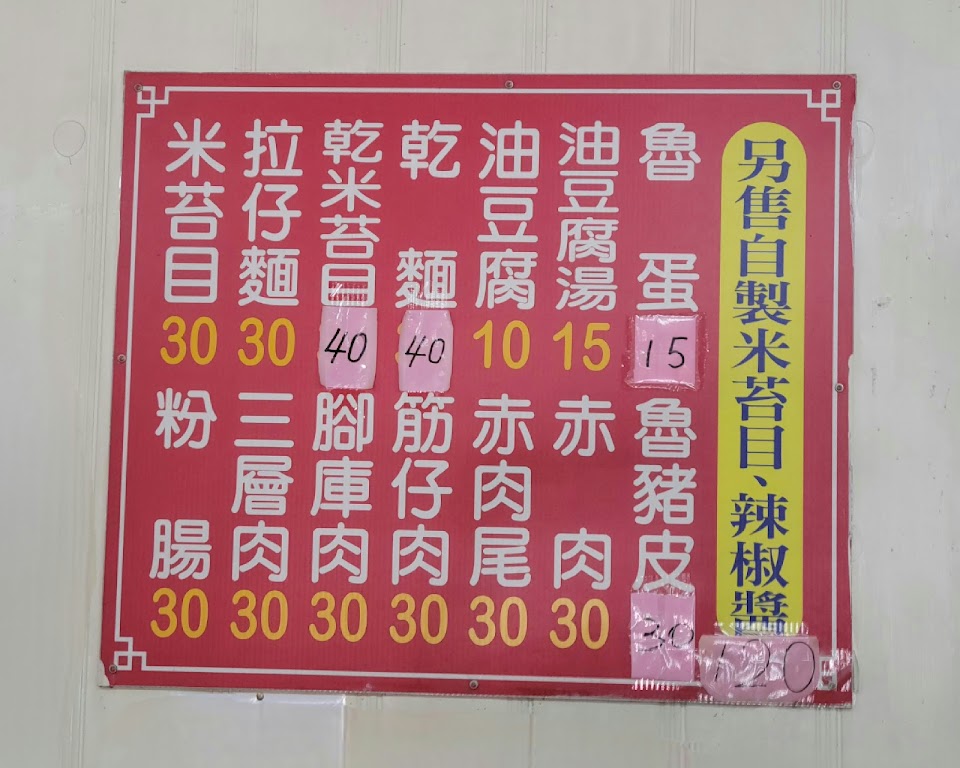 另售自製米苔目、辣椒醬
120
魯蛋
15
油豆腐湯
15
油豆腐
10
乾麵
40
乾米苔目
40
拉仔麵
30
米苔目
30
魯豬皮
30
赤肉
30
赤肉尾
30
筋仔肉
30
腳庫肉
30
三層肉
30
粉腸
30